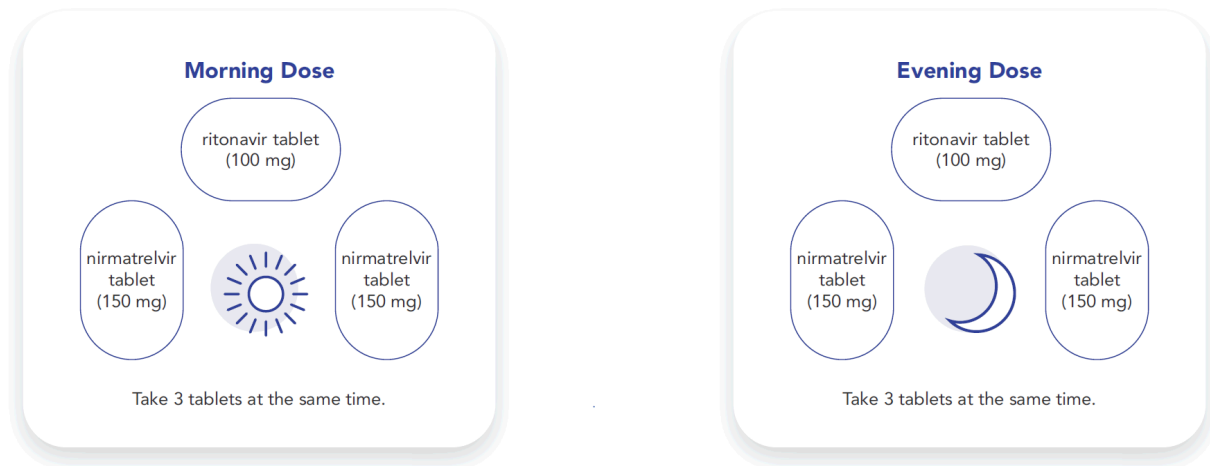 Morning Dose
ritonavir tablet
(100 mg)
nirmatrelvir
tablet
(150 mg)
nirmatrelvir
tablet
(150 mg)
Take 3 tablets at the same time.
Evening Dose
ritonavir tablet
(100 mg)
nirmatrelvir
tablet
(150 mg)
nirmatrelvir
tablet
(150 mg)
Take 3 tablets at the same time.